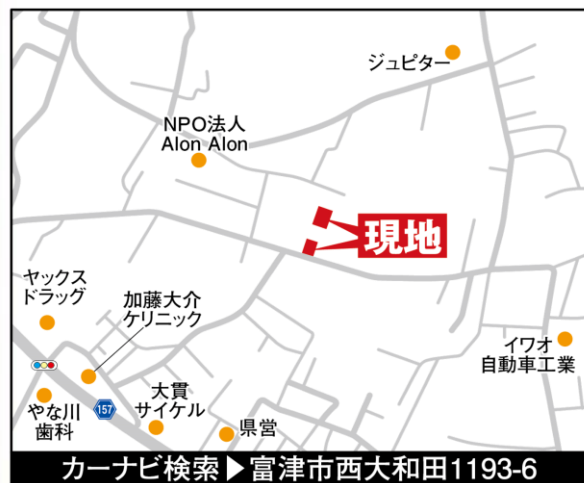 ジュピター
NPO法人
Alon Alon
現地
ヤックス
ドラッグ
加藤大介
ケリニック
イワオ
自動車工業
やな川
歯科
157
大貫
サイケル
県営
カーナビ検索▶富津市西大和田1193-6